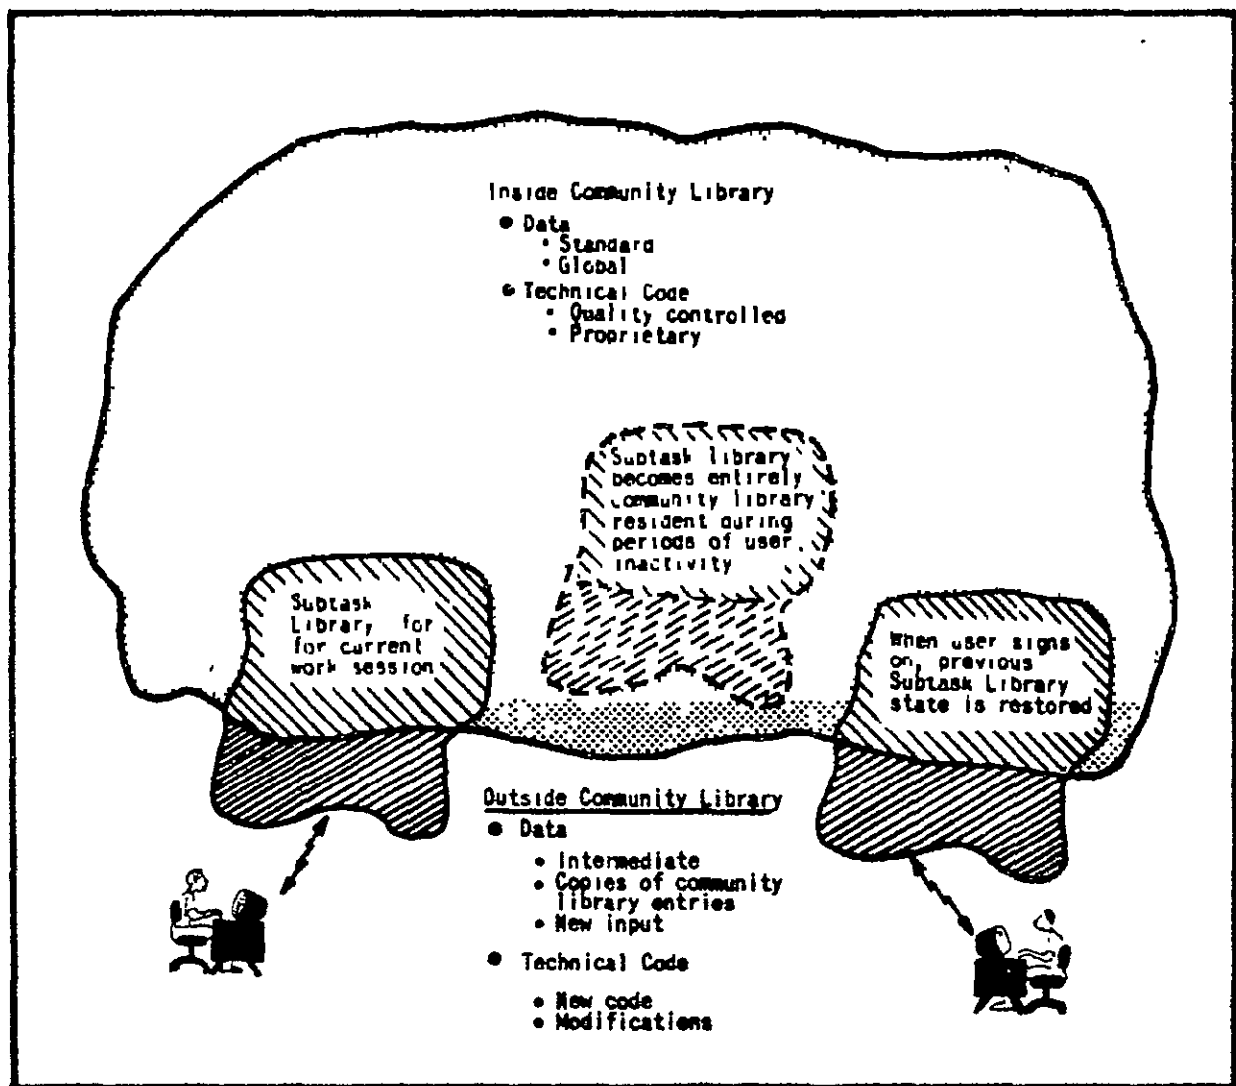 Inside Community Library
• Data
• Standard
• Global
• Technical Code
• Quality controlled
• Proprietary
Subtask library
becomes entirely
community library
resident during
periods of user
inactivity
Subtask
Library for
for current
work session
When user signs
on, previous
Subtask Library
state is restored
Outside Community Library
• Data
• Intermediate
• Copies of community
library entries
• New input
• Technical Code
• New code
• Modifications